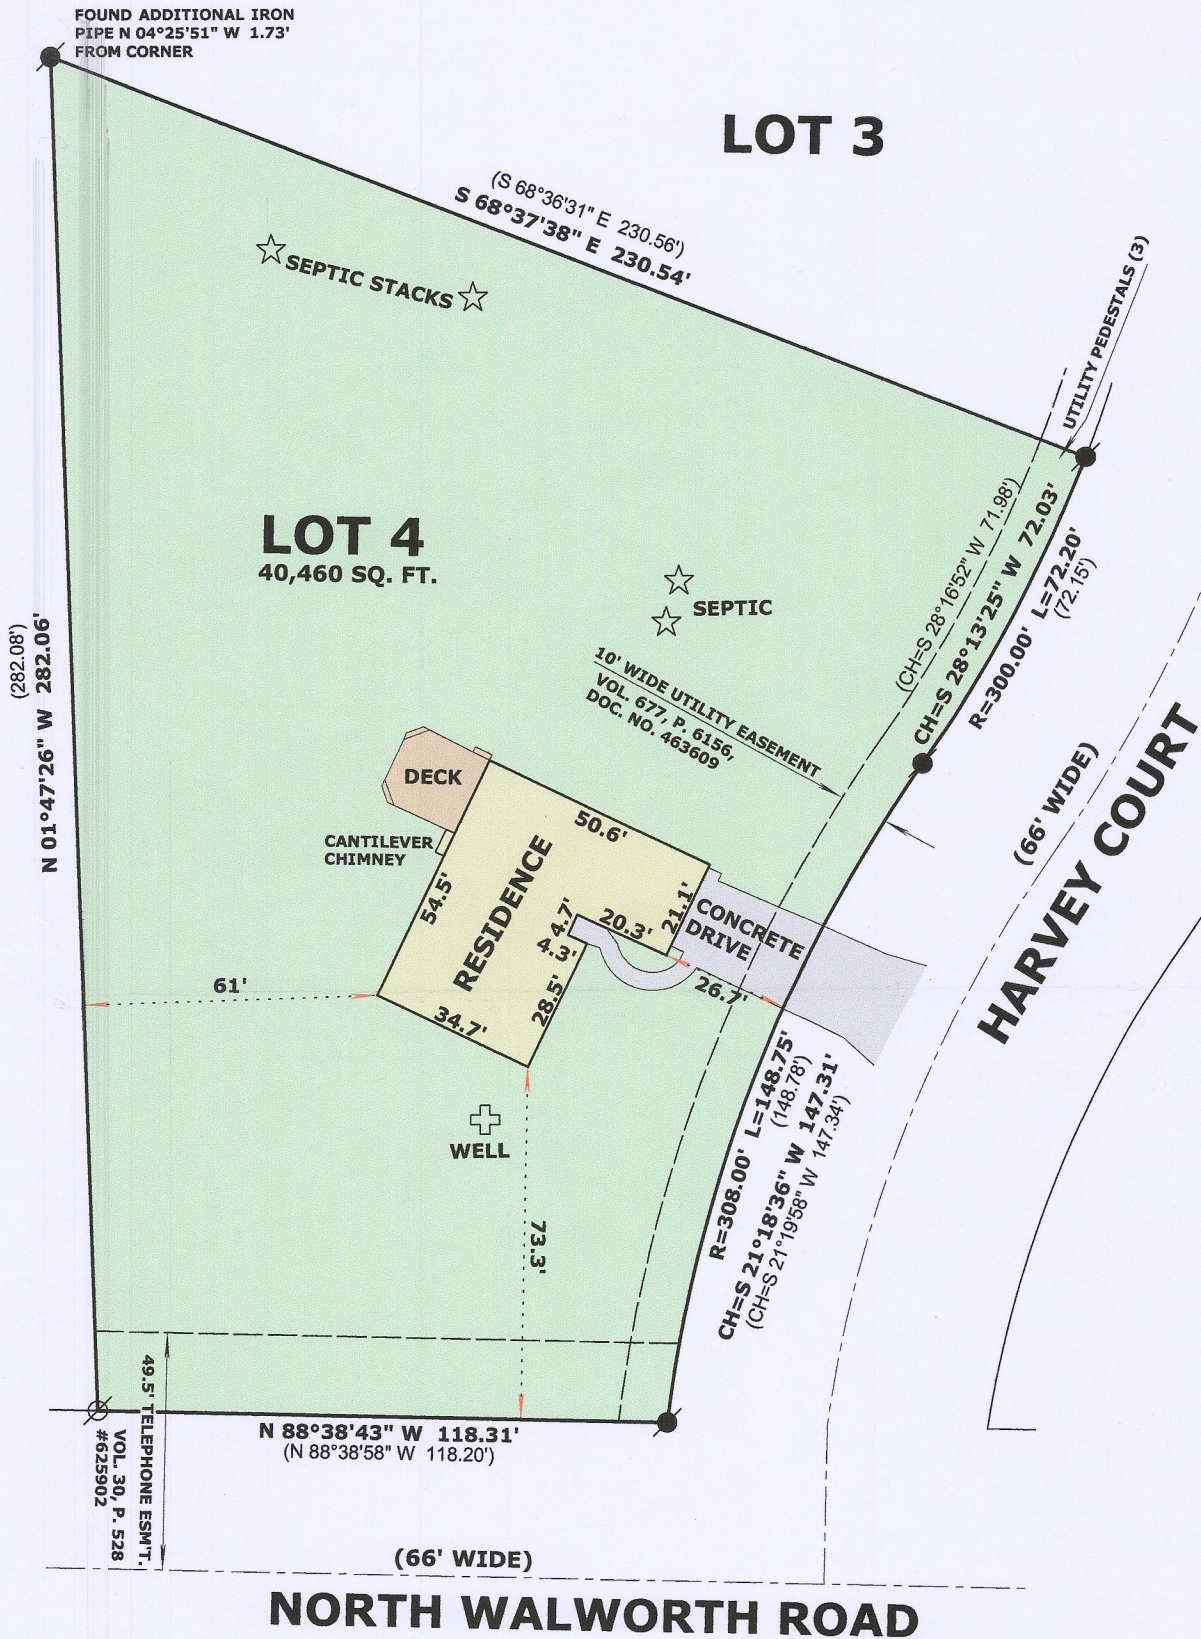 FOUND ADDITIONAL IRON
PIPE N 04°25'51" W 1.73'
FROM CORNER
LOT 3
(S 68°36'31" E 230.56')
S 68°37'38" E 230.54'
SEPTIC STACKS
UTILITY PEDESTALS (3)
LOT 4
40,460 SQ. FT.
(CH=S 28°16'52" W 71.98')
CH=S 28°13'25" W 72.03'
R=300.00' L=72.20'
(72.15')
SEPTIC
(282.08')
N 01°47'26" W 282.06'
10' WIDE UTILITY EASEMENT
VOL. 677, P. 6156,
DOC. NO. 463609
DECK
CANTILEVER
CHIMNEY
50.6'
54.5'
RESIDENCE
4.7'
4.3'
20.3'
21.1'
CONCRETE
DRIVE
26.7'
28.5'
34.7'
61'
(66' WIDE)
HARVEY COURT
WELL
73.3'
R=308.00' L=148.75'
(148.78')
CH=S 21°18'36" W 147.31'
(CH=S 21°19'58" W 147.34')
49.5' TELEPHONE ESM'T.
VOL. 30, P. 528
#625902
N 88°38'43" W 118.31'
(N 88°38'58" W 118.20')
(66' WIDE)
NORTH WALWORTH ROAD